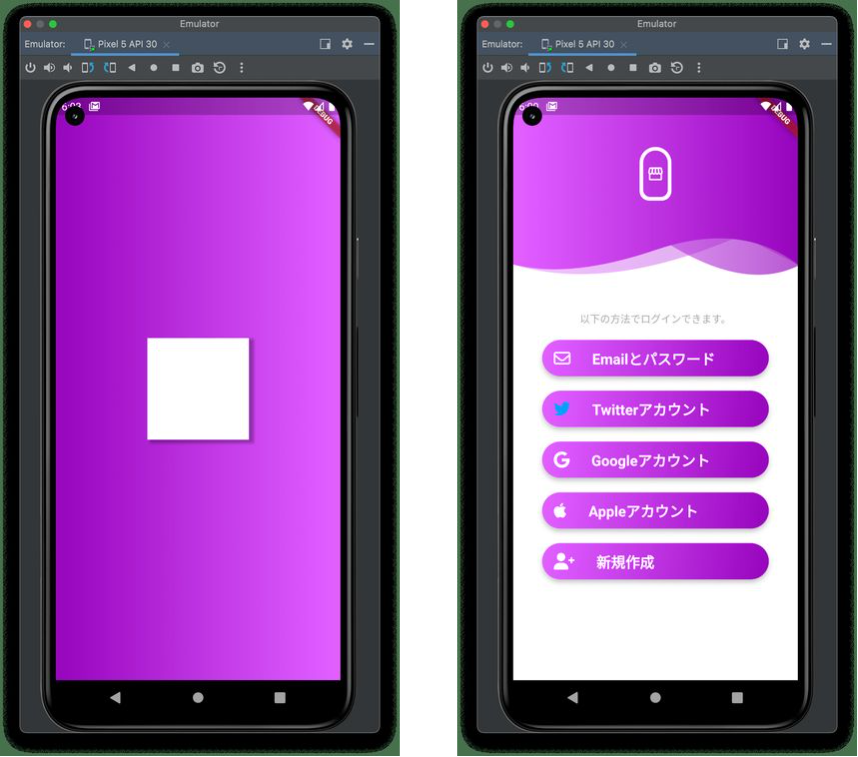 Emulator
Emulator: Pixel 5 API 30
DEBUG
Emulator
Emulator: Pixel 5 API 30
DEBUG
以下の方法でログインできます。
Emailとパスワード
Twitterアカウント
Googleアカウント
Appleアカウント
新規作成